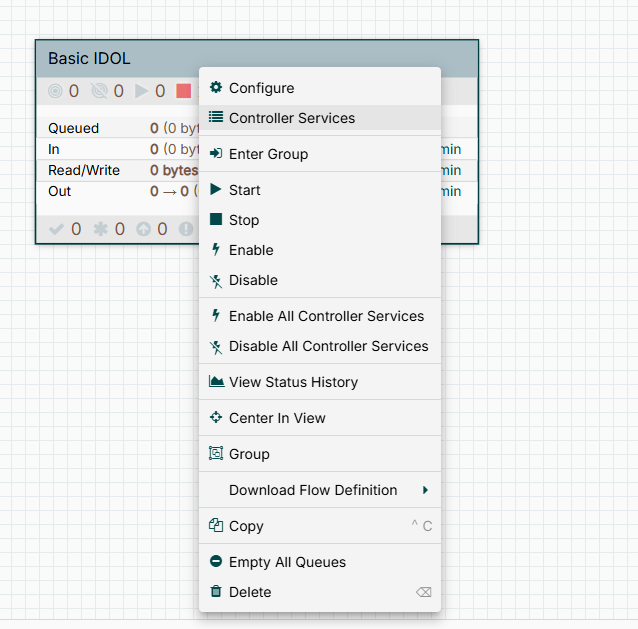 Basic IDOL
0 0 0
Configure
Controller Services
Queued 0 (0 byt
In 0 (0 byt min
Enter Group
Read/Write 0 bytes min
Out 0 → 0 ( min
Start
Stop
0 0 0
Enable
Disable
Enable All Controller Services
Disable All Controller Services
View Status History
Center In View
Group
Download Flow Definition
Copy ^ C
Empty All Queues
Delete ⌫